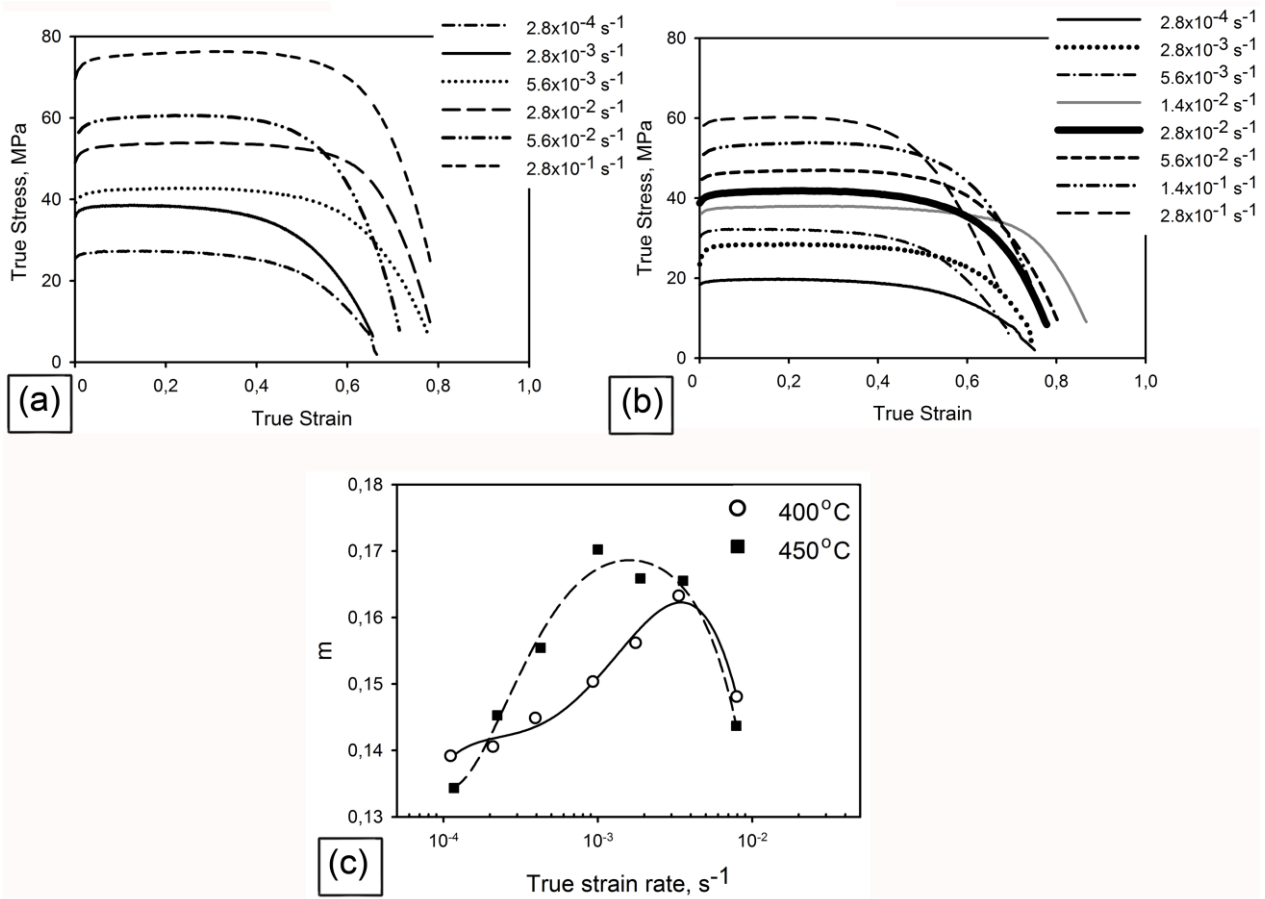 80
60
40
20
0
True Stress, MPa
0
0,2
0,4
0,6
0,8
1,0
True Strain
2.8x10⁻⁴ s⁻¹
2.8x10⁻³ s⁻¹
5.6x10⁻³ s⁻¹
2.8x10⁻² s⁻¹
5.6x10⁻² s⁻¹
2.8x10⁻¹ s⁻¹
(a)
80
60
40
20
0
True Stress, MPa
0
0,2
0,4
0,6
0,8
1,0
True Strain
2.8x10⁻⁴ s⁻¹
2.8x10⁻³ s⁻¹
5.6x10⁻³ s⁻¹
1.4x10⁻² s⁻¹
2.8x10⁻² s⁻¹
5.6x10⁻² s⁻¹
1.4x10⁻¹ s⁻¹
2.8x10⁻¹ s⁻¹
(b)
0,18
0,17
0,16
0,15
0,14
0,13
m
10⁻⁴
10⁻³
10⁻²
True strain rate, s⁻¹
400°C
450°C
(c)